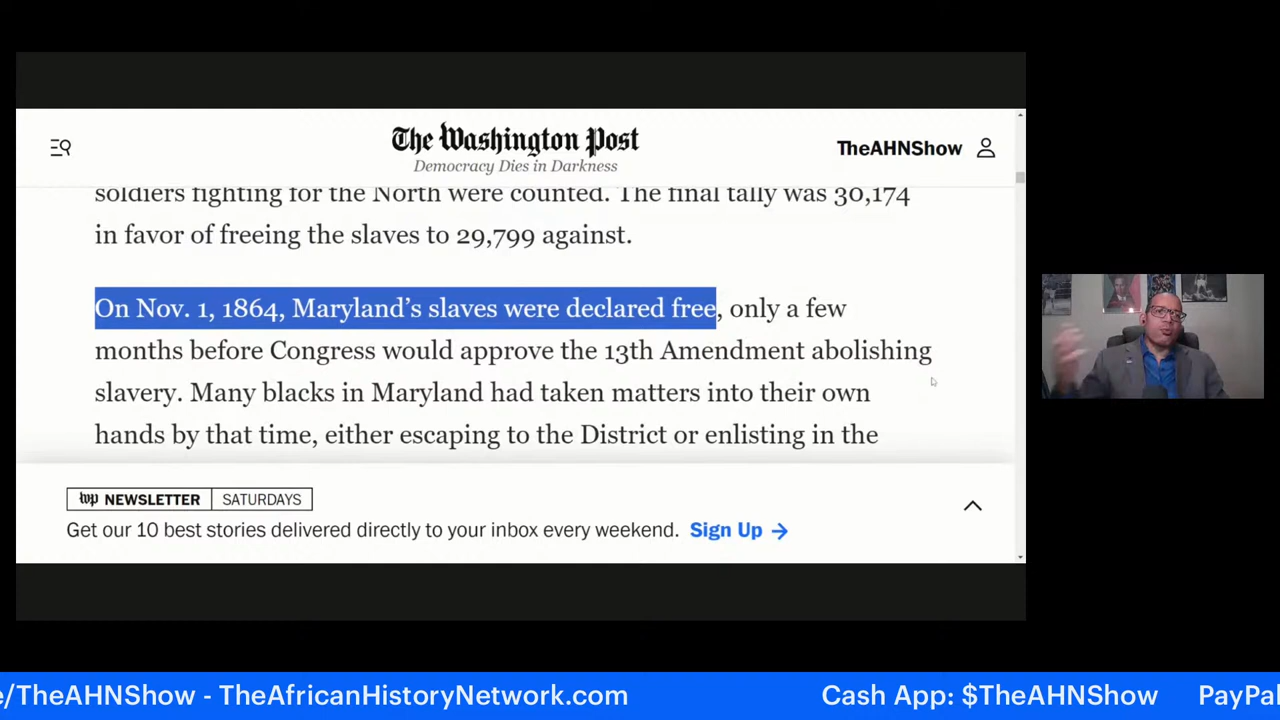 The Washington Post
Democracy Dies in Darkness
TheAHNShow
soldiers fighting for the North were counted. The final tally was 30,174
in favor of freeing the slaves to 29,799 against.
On Nov. 1, 1864, Maryland’s slaves were declared free, only a few
months before Congress would approve the 13th Amendment abolishing
slavery. Many blacks in Maryland had taken matters into their own
hands by that time, either escaping to the District or enlisting in the
wp NEWSLETTER SATURDAYS
Get our 10 best stories delivered directly to your inbox every weekend. Sign Up →
e/TheAHNShow - TheAfricanHistoryNetwork.com Cash App: $TheAHNShow PayPal